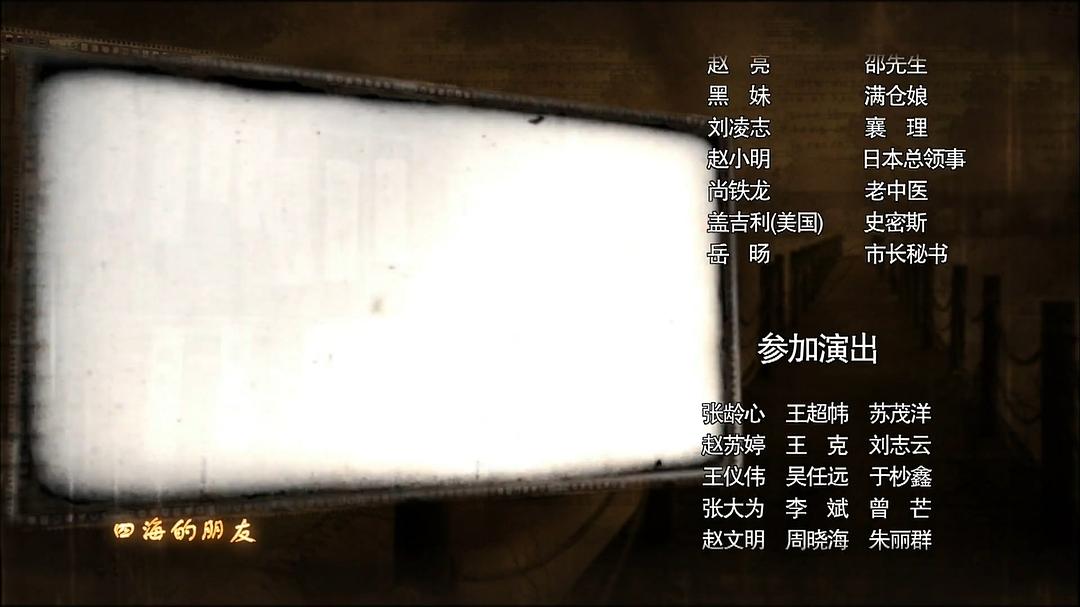 赵 亮 邵先生
黑 妹 满仓娘
刘凌志 襄 理
赵小明 日本总领事
尚铁龙 老中医
盖吉利(美国) 史密斯
岳 旸 市长秘书
参加演出
张龄心 王超帏 苏茂洋
赵苏婷 王 克 刘志云
王仪伟 吴任远 于杪鑫
张大为 李 斌 曾 芒
赵文明 周晓海 朱丽群
四海的朋友